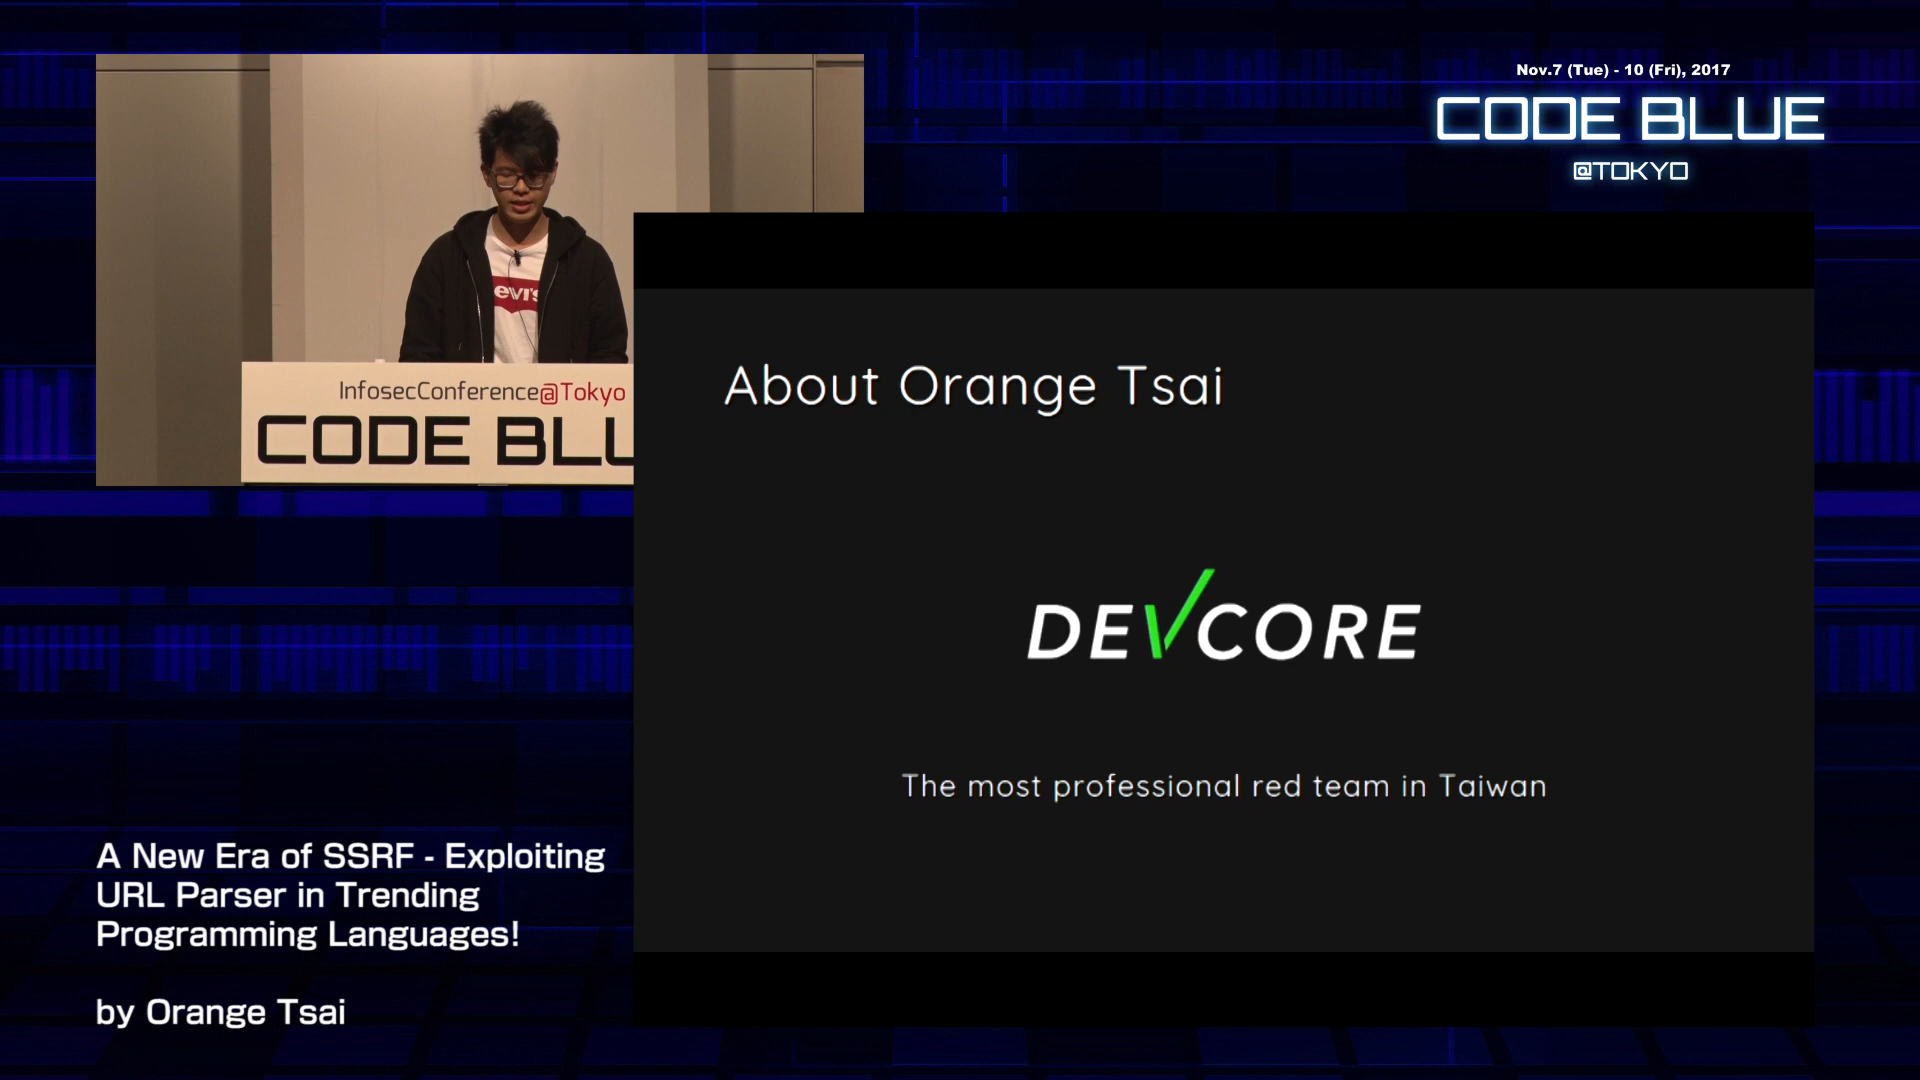 Nov.7 (Tue) - 10 (Fri), 2017
CODE BLUE
@TOKYO
evi's
InfosecConference@Tokyo
CODE BLU
About Orange Tsai
DEVCORE
The most professional red team in Taiwan
A New Era of SSRF - Exploiting
URL Parser in Trending
Programming Languages!
by Orange Tsai